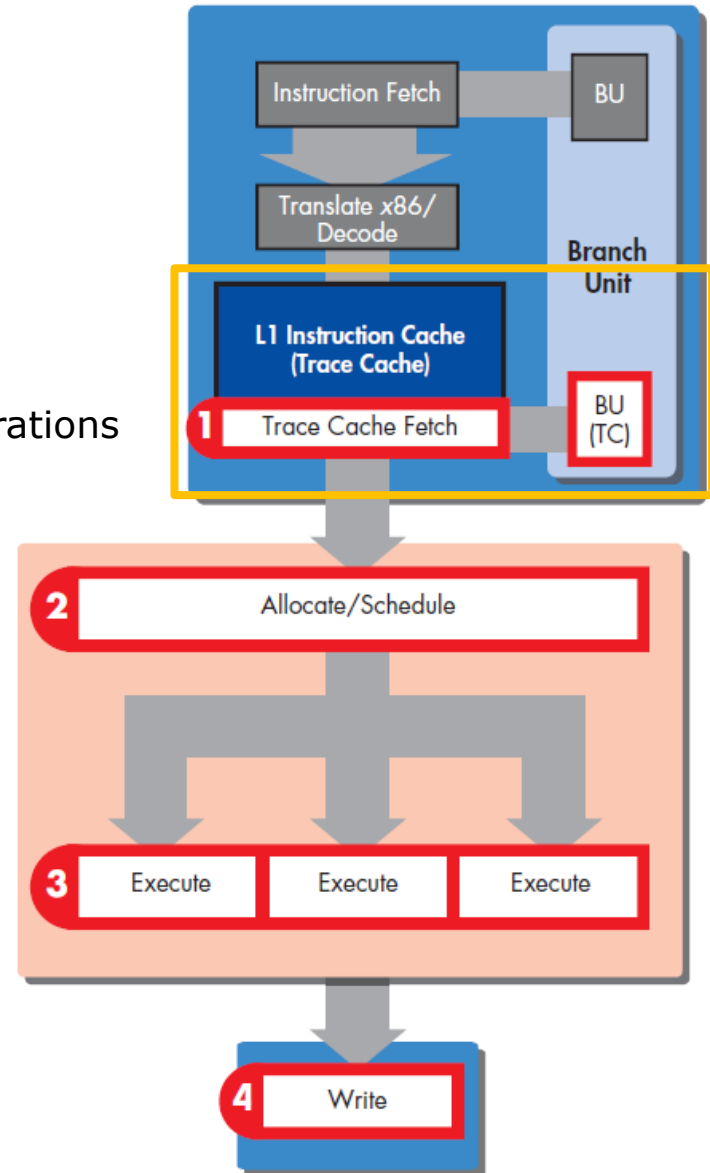 Instruction Fetch
BU
Translate x86/
Decode
Branch
Unit
L1 Instruction Cache
(Trace Cache)
rations
1
Trace Cache Fetch
BU
(TC)
2
Allocate/Schedule
3
Execute
Execute
Execute
4
Write